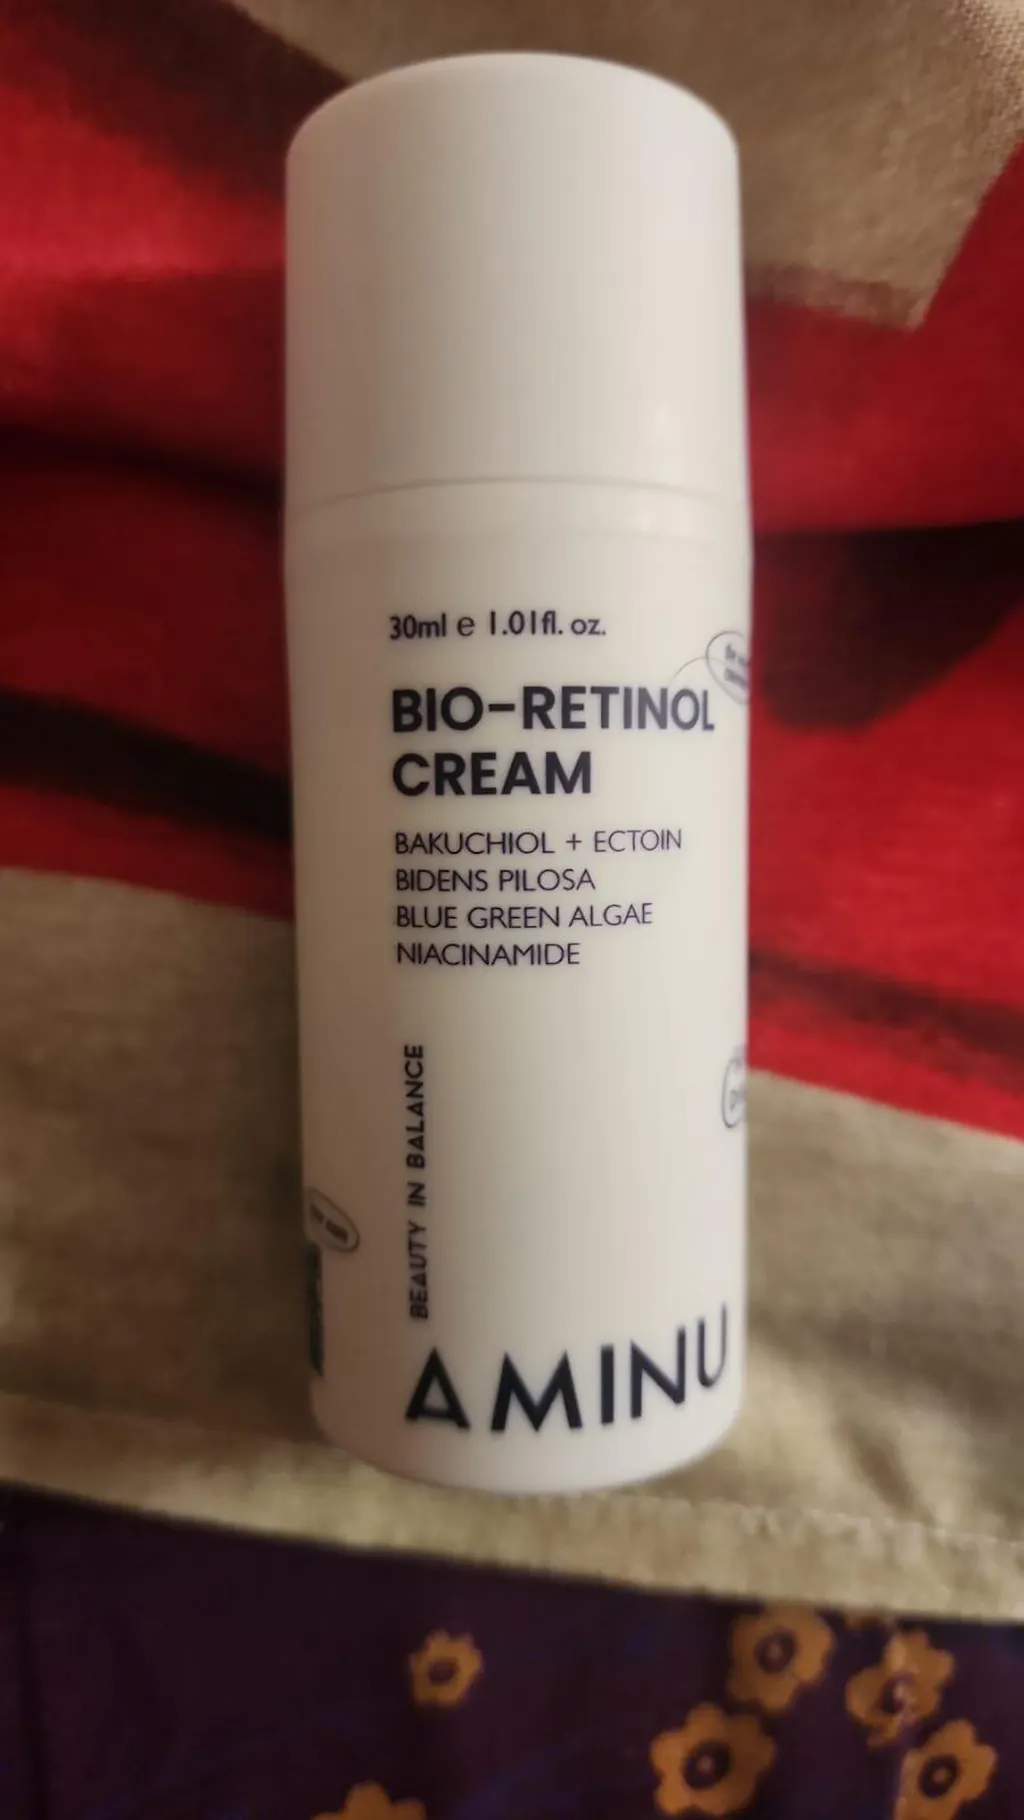 30ml e 1.01fl. oz.
BIO-RETINOL
CREAM
BAKUCHIOL + ECTOIN
BIDENS PILOSA
BLUE GREEN ALGAE
NIACINAMIDE
BEAUTY IN BALANCE
AMINU